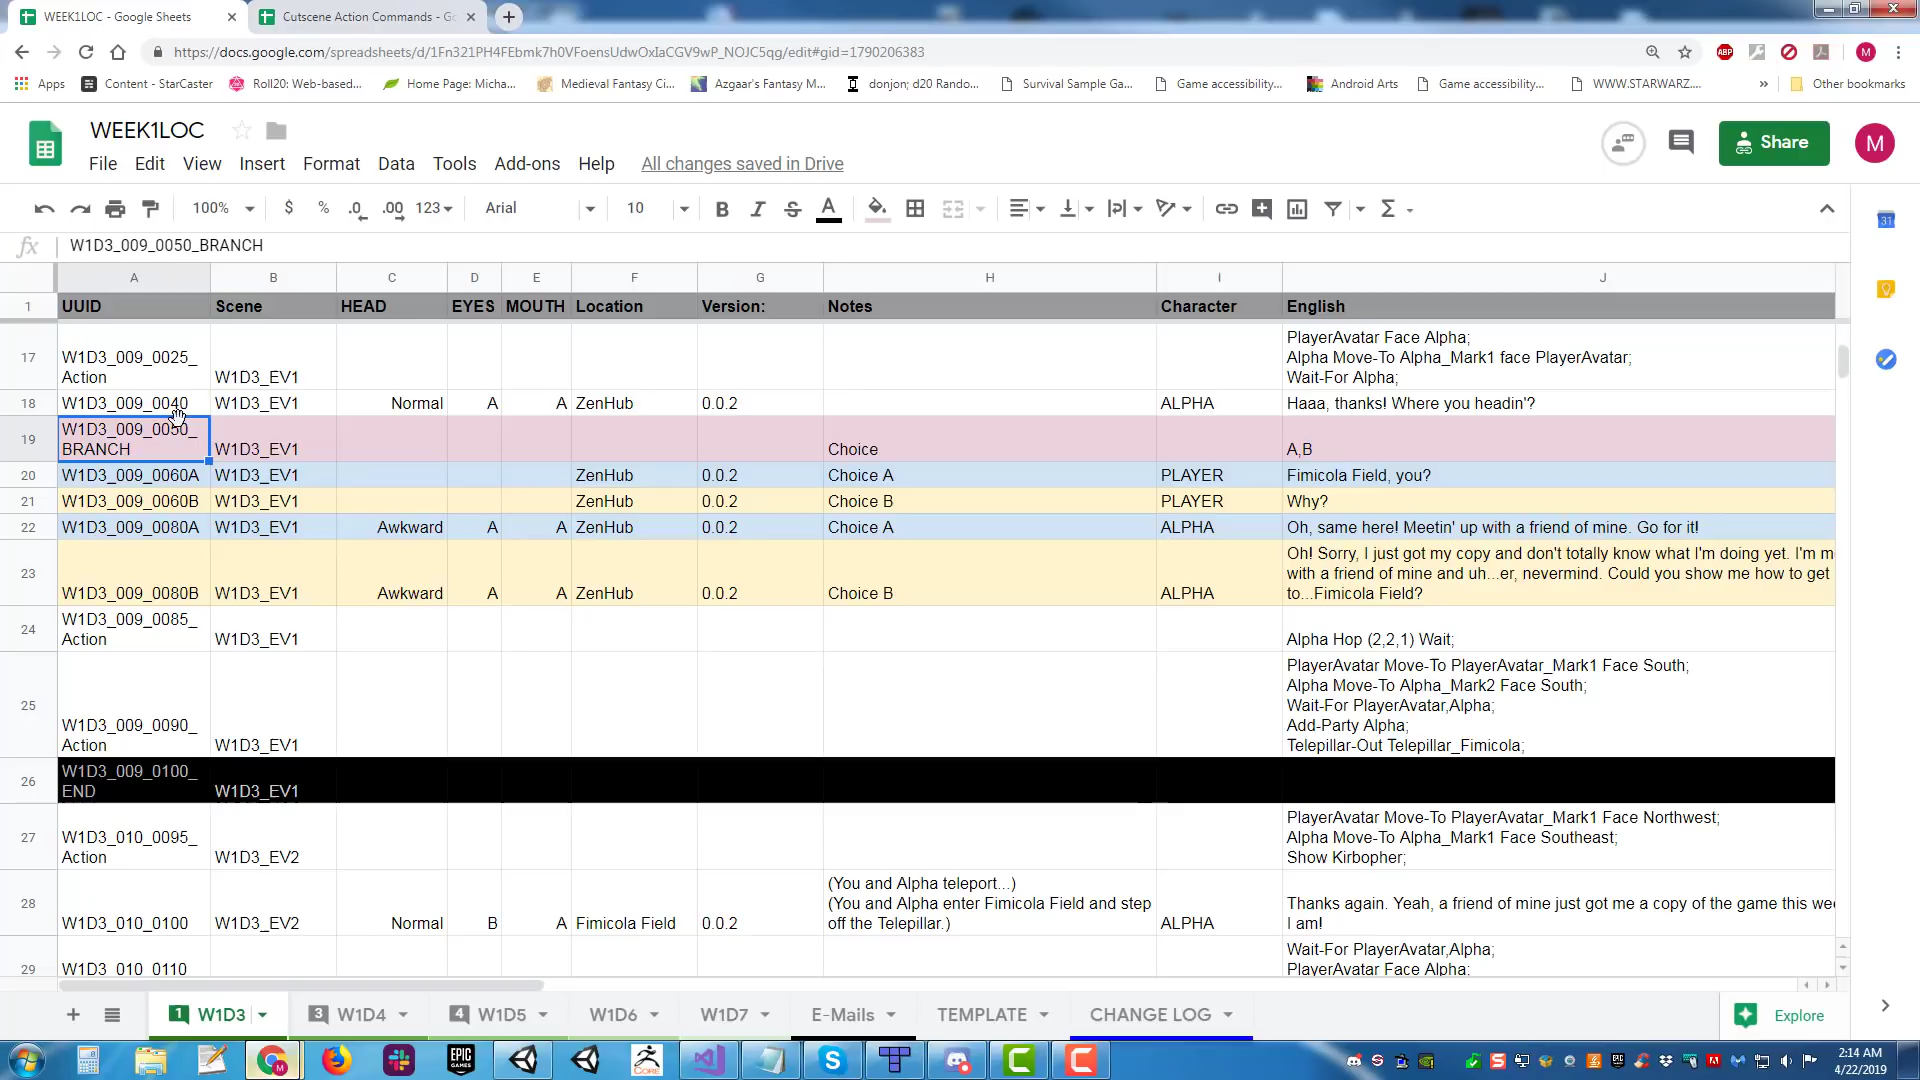 WEEK1LOC - Google Sheets
Cutscene Action Commands - Go
https://docs.google.com/spreadsheets/d/1Fn321PH4FEbmk7h0VFoensUdwOxIaCGV9wP_NOJC5qg/edit#gid=1790206383
Apps Content - StarCaster Roll20: Web-based... Home Page: Micha... Medieval Fantasy Ci... Azgaar's Fantasy M... donjon; d20 Rando... Survival Sample Ga... Game accessibility... Android Arts Game accessibility... WWW.STARWARZ.... » Other bookmarks
WEEK1LOC
Share
M
File Edit View Insert Format Data Tools Add-ons Help All changes saved in Drive
100% $ % .0 .00 123 Arial 10 B I S A Σ
fx W1D3_009_0050_BRANCH
A B C D E F G H I J
1 UUID Scene HEAD EYES MOUTH Location Version: Notes Character English
PlayerAvatar Face Alpha;
17 W1D3_009_0025_ Alpha Move-To Alpha_Mark1 face PlayerAvatar;
Action W1D3_EV1 Wait-For Alpha;
18 W1D3_009_0040 W1D3_EV1 Normal A A ZenHub 0.0.2 ALPHA Haaa, thanks! Where you headin'?
19 W1D3_009_0050_
BRANCH W1D3_EV1 Choice A,B
20 W1D3_009_0060A W1D3_EV1 ZenHub 0.0.2 Choice A PLAYER Fimicola Field, you?
21 W1D3_009_0060B W1D3_EV1 ZenHub 0.0.2 Choice B PLAYER Why?
22 W1D3_009_0080A W1D3_EV1 Awkward A A ZenHub 0.0.2 Choice A ALPHA Oh, same here! Meetin' up with a friend of mine. Go for it!
Oh! Sorry, I just got my copy and don't totally know what I'm doing yet. I'm m
23 with a friend of mine and uh...er, nevermind. Could you show me how to get
W1D3_009_0080B W1D3_EV1 Awkward A A ZenHub 0.0.2 Choice B ALPHA to...Fimicola Field?
24 W1D3_009_0085_
Action W1D3_EV1 Alpha Hop (2,2,1) Wait;
PlayerAvatar Move-To PlayerAvatar_Mark1 Face South;
Alpha Move-To Alpha_Mark2 Face South;
25 Wait-For PlayerAvatar,Alpha;
W1D3_009_0090_ Add-Party Alpha;
Action W1D3_EV1 Telepillar-Out Telepillar_Fimicola;
26 W1D3_009_0100_
END W1D3_EV1
PlayerAvatar Move-To PlayerAvatar_Mark1 Face Northwest;
27 W1D3_010_0095_ Alpha Move-To Alpha_Mark1 Face Southeast;
Action W1D3_EV2 Show Kirbopher;
(You and Alpha teleport...)
28 (You and Alpha enter Fimicola Field and step Thanks again. Yeah, a friend of mine just got me a copy of the game this wee
W1D3_010_0100 W1D3_EV2 Normal B A Fimicola Field 0.0.2 off the Telepillar.) ALPHA I am!
Wait-For PlayerAvatar,Alpha;
29 W1D3_010_0110 PlayerAvatar Face Alpha;
1 W1D3 3 W1D4 4 W1D5 W1D6 W1D7 E-Mails TEMPLATE CHANGE LOG Explore
2:14 AM
4/22/2019